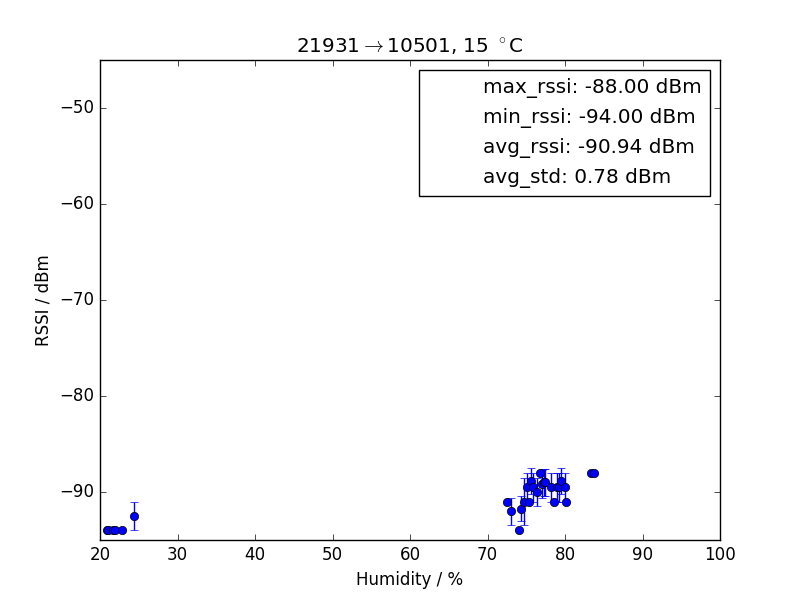 21931→10501, 15 °C
max_rssi: -88.00 dBm
min_rssi: -94.00 dBm
avg_rssi: -90.94 dBm
avg_std: 0.78 dBm
RSSI / dBm
−50
−60
−70
−80
−90
20 30 40 50 60 70 80 90 100
Humidity / %